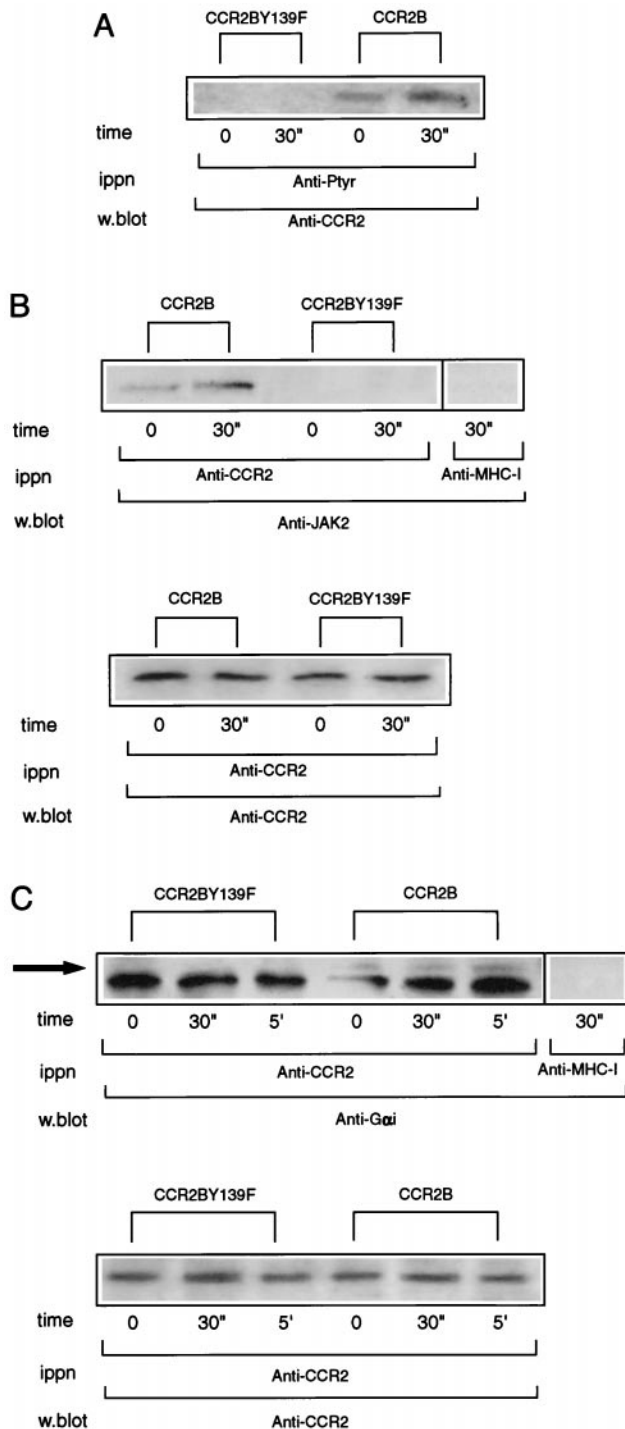 A
CCR2BY139F CCR2B
time 0 30" 0 30"
ippn Anti-Ptyr
w.blot Anti-CCR2
B
CCR2B CCR2BY139F
time 0 30" 0 30" 30"
ippn Anti-CCR2 Anti-MHC-I
w.blot Anti-JAK2
CCR2B CCR2BY139F
time 0 30" 0 30"
ippn Anti-CCR2
w.blot Anti-CCR2
C
CCR2BY139F CCR2B
time 0 30" 5' 0 30" 5' 30"
ippn Anti-CCR2 Anti-MHC-I
w.blot Anti-Gαi
CCR2BY139F CCR2B
time 0 30" 5' 0 30" 5'
ippn Anti-CCR2
w.blot Anti-CCR2